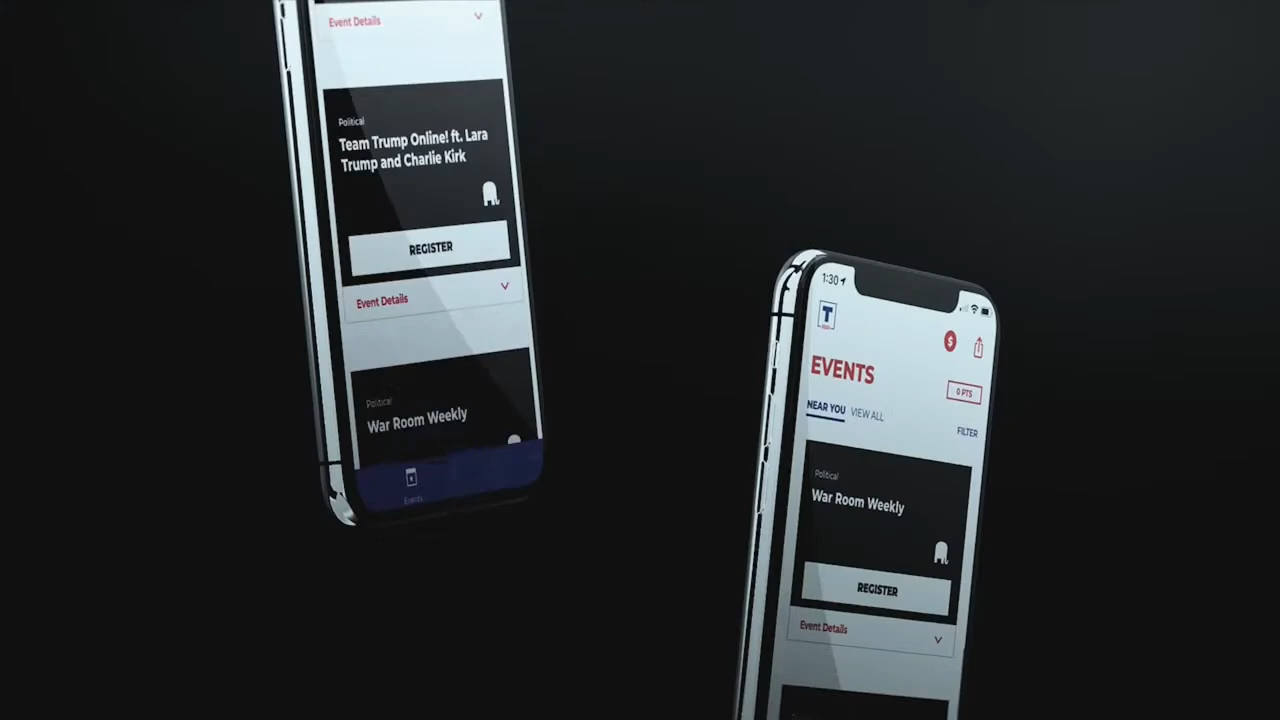 Event Details
Political
Team Trump Online! ft. Lara
Trump and Charlie Kirk
REGISTER
Event Details
Political
War Room Weekly
Events
1:30
T
$
EVENTS
0 PTS
NEAR YOU VIEW ALL
FILTER
Political
War Room Weekly
REGISTER
Event Details